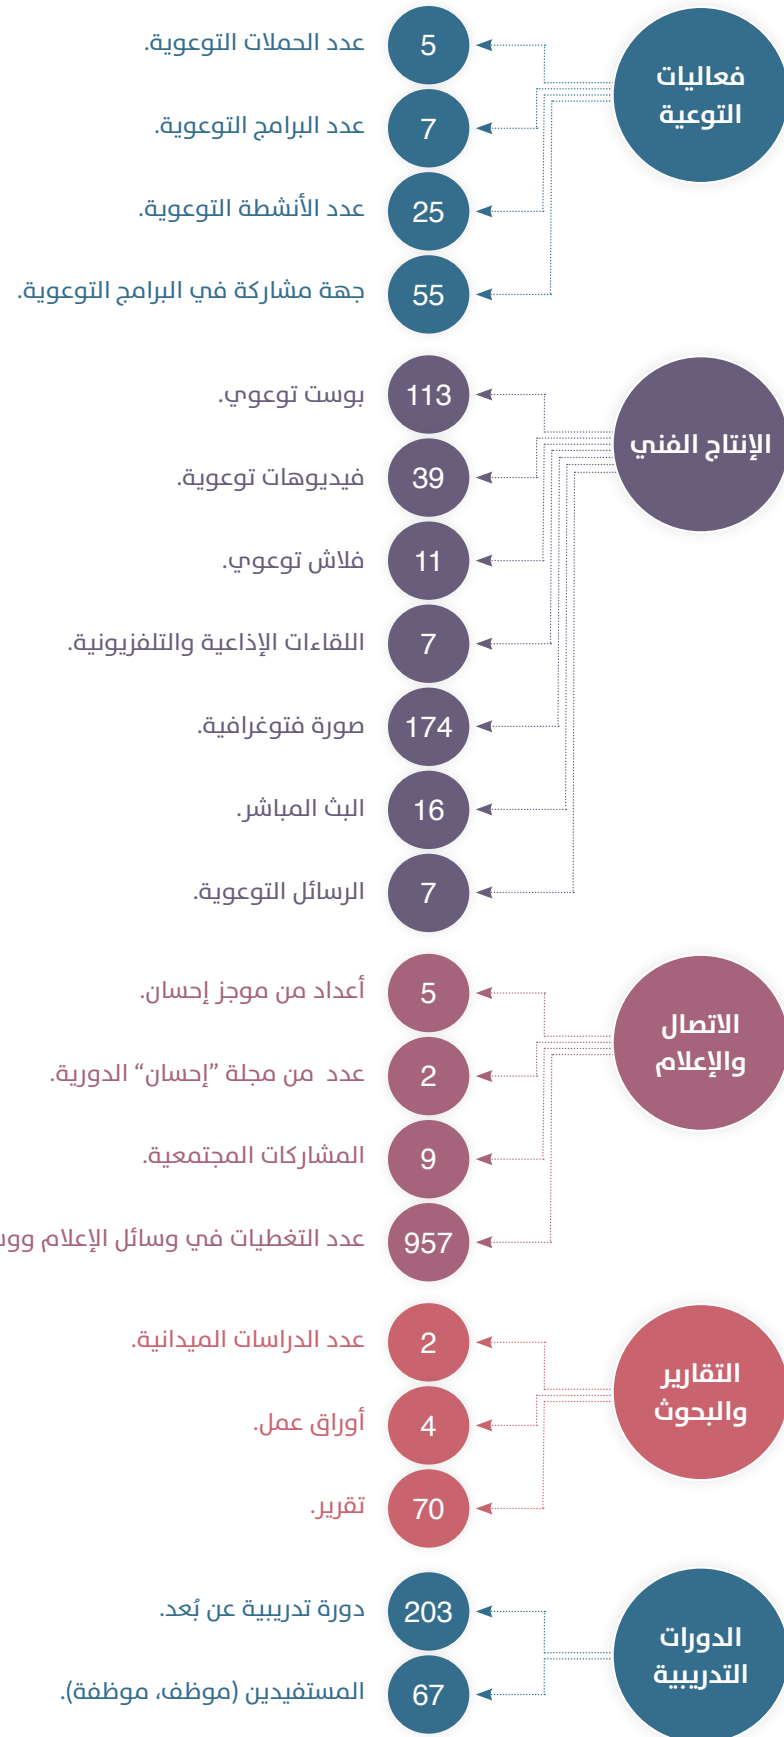 فعاليات
التوعية
5
عدد الحملات التوعوية.
7
عدد البرامج التوعوية.
25
عدد الأنشطة التوعوية.
55
جهة مشاركة في البرامج التوعوية.
الإنتاج الفني
113
بوست توعوي.
39
فيديوهات توعوية.
11
فلاش توعوي.
7
اللقاءات الإذاعية والتلفزيونية.
174
صورة فتوغرافية.
16
البث المباشر.
7
الرسائل التوعوية.
الاتصال
والإعلام
5
أعداد من موجز إحسان.
2
عدد من مجلة “إحسان” الدورية.
9
المشاركات المجتمعية.
957
عدد التغطيات في وسائل الإعلام
التقارير
والبحوث
2
عدد الدراسات الميدانية.
4
أوراق عمل.
70
تقرير.
الدورات
التدريبية
203
دورة تدريبية عن بُعد.
67
المستفيدين (موظف، موظفة).